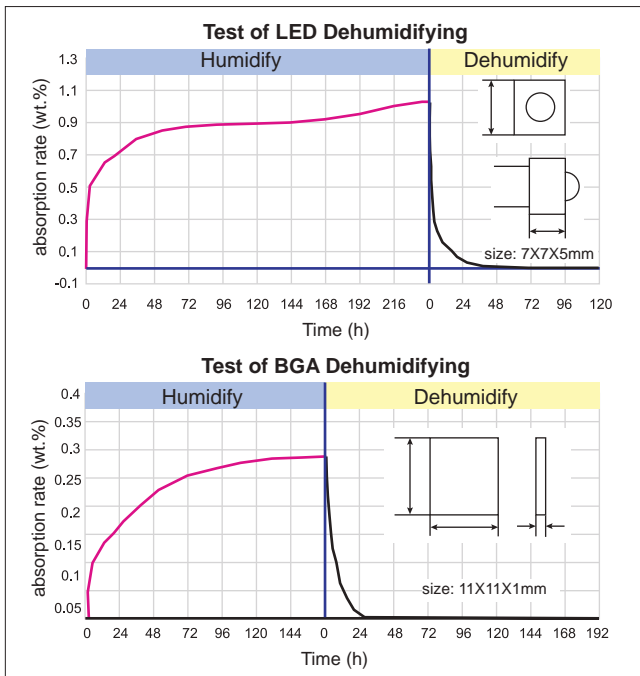 Test of LED Dehumidifying
Humidify Dehumidify
absorption rate (wt.%)
1.3
1.1
0.9
0.7
0.5
0.3
0.1
-0.1
size: 7X7X5mm
0 24 48 72 96 120 144 168 192 216 0 24 48 72 96 120
Time (h)
Test of BGA Dehumidifying
Humidify Dehumidify
absorption rate (wt.%)
0.4
0.35
0.3
0.25
0.2
0.15
0.1
0.05
size: 11X11X1mm
0 24 48 72 96 120 144 0 24 48 72 96 120 144 168 192
Time (h)